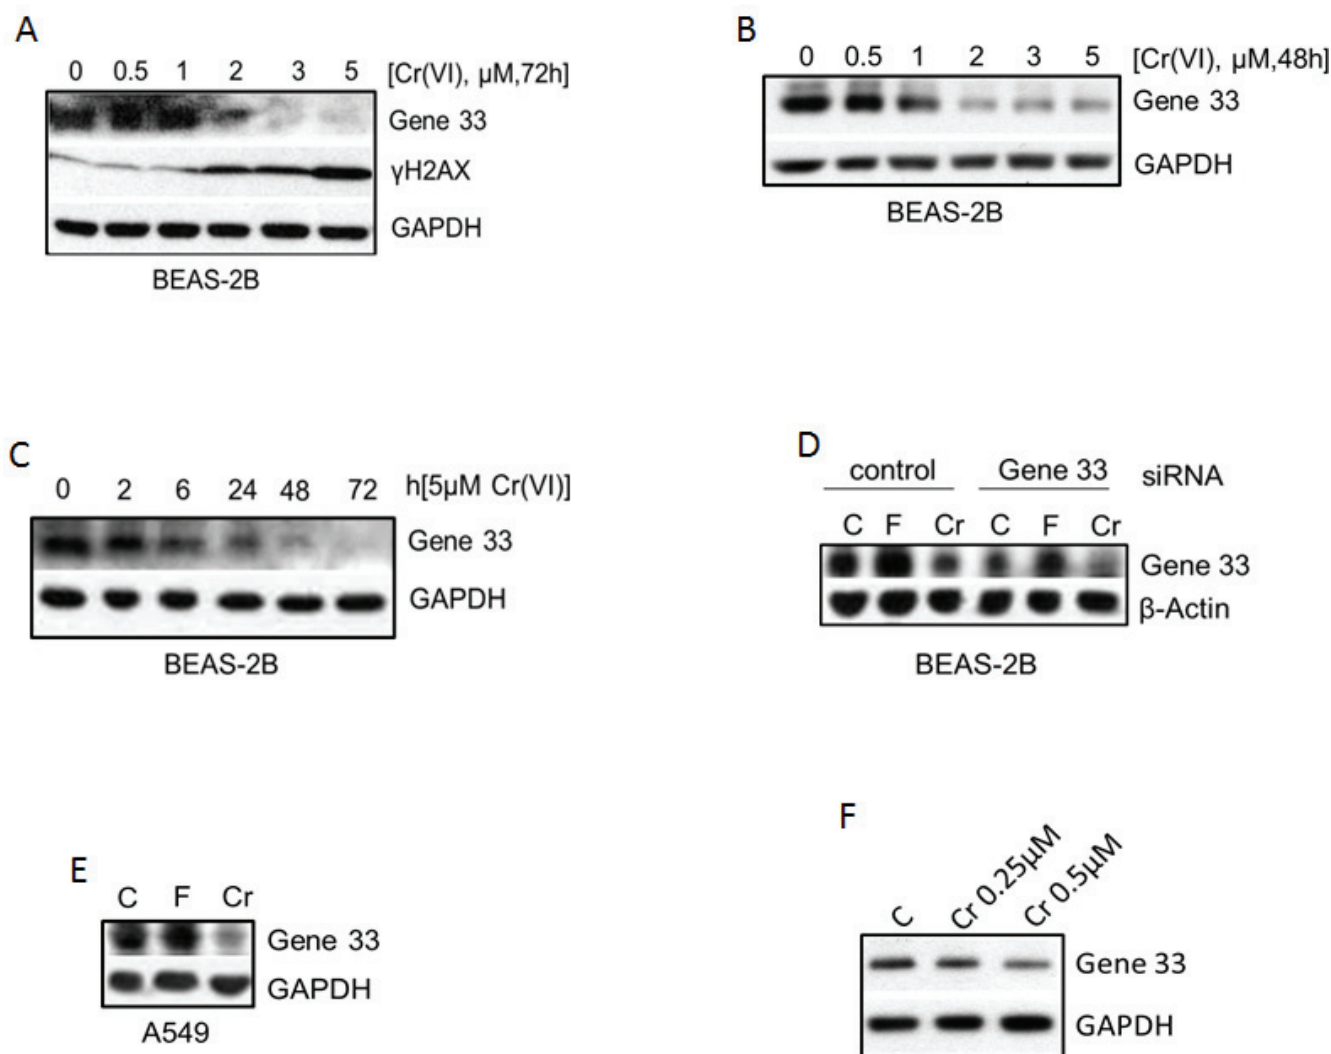 A
0 0.5 1 2 3 5 [Cr(VI), μM,72h]
Gene 33
γH2AX
GAPDH
BEAS-2B
B
0 0.5 1 2 3 5 [Cr(VI), μM,48h]
Gene 33
GAPDH
BEAS-2B
C
0 2 6 24 48 72 h[5μM Cr(VI)]
Gene 33
GAPDH
BEAS-2B
D
control Gene 33 siRNA
C F Cr C F Cr
Gene 33
β-Actin
BEAS-2B
E
C F Cr
Gene 33
GAPDH
A549
F
C Cr 0.25μM Cr 0.5μM
Gene 33
GAPDH